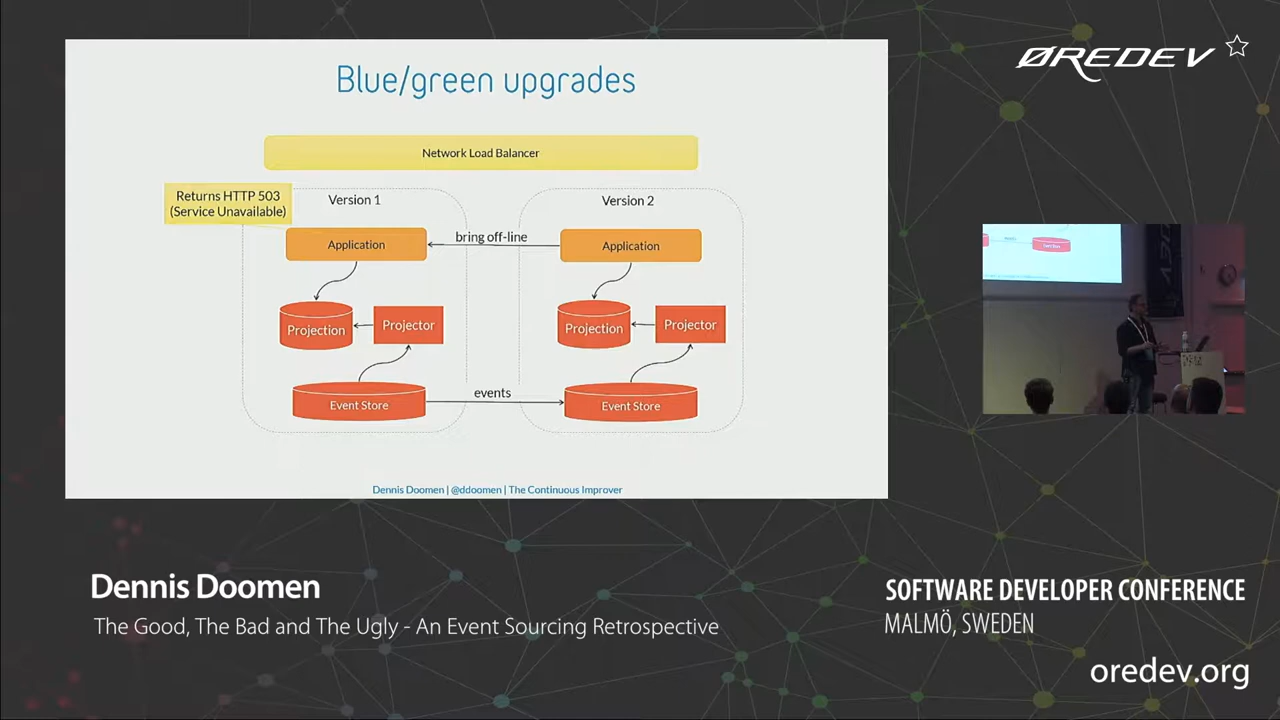 Blue/green upgrades
Network Load Balancer
Returns HTTP 503
(Service Unavailable)
Version 1
Version 2
Application
bring off-line
Application
Projection
Projector
Projection
Projector
Event Store
events
Event Store
Dennis Doomen | @ddoomen | The Continuous Improver
ØREDEV
Dennis Doomen
The Good, The Bad and The Ugly - An Event Sourcing Retrospective
SOFTWARE DEVELOPER CONFERENCE
MALMÖ, SWEDEN
oredev.org